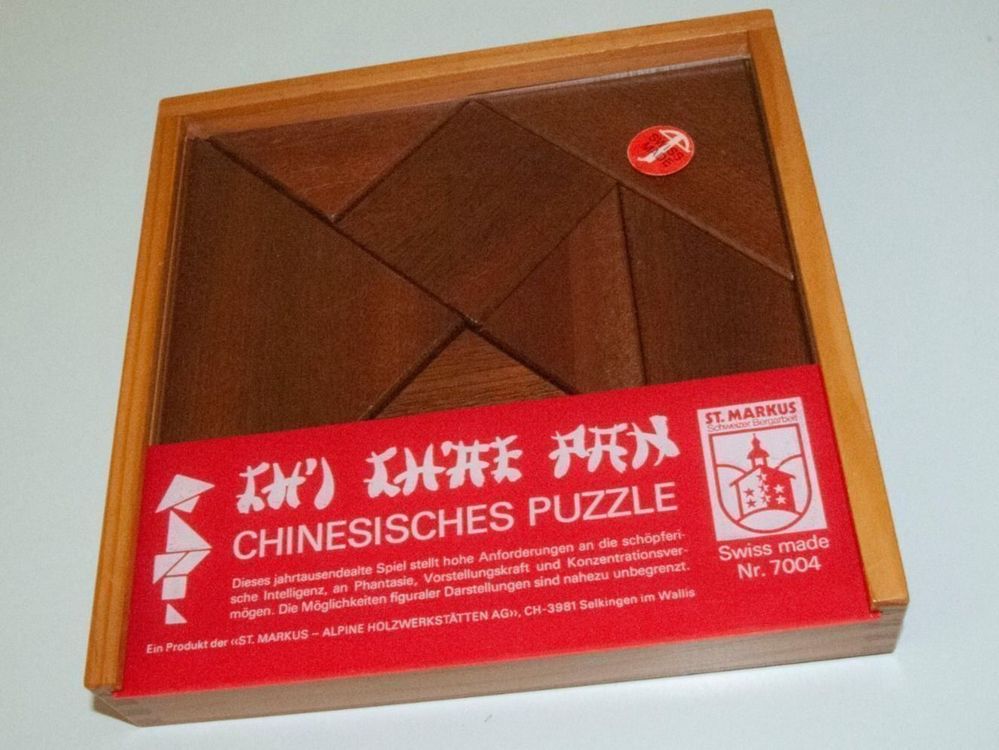 CH'I CH'AE PAN
CHINESISCHES PUZZLE
Dieses jahrtausendealte Spiel stellt hohe Anforderungen an die schöpferi-
sche Intelligenz, an Phantasie, Vorstellungskraft und Konzentrationsver-
mögen. Die Möglichkeiten figuraler Darstellungen sind nahezu unbegrenzt.
Ein Produkt der «ST. MARKUS – ALPINE HOLZWERKSTÄTTEN AG», CH-3981 Selkingen im Wallis
ST. MARKUS
Schweizer Bergarbeit
Swiss made
Nr. 7004